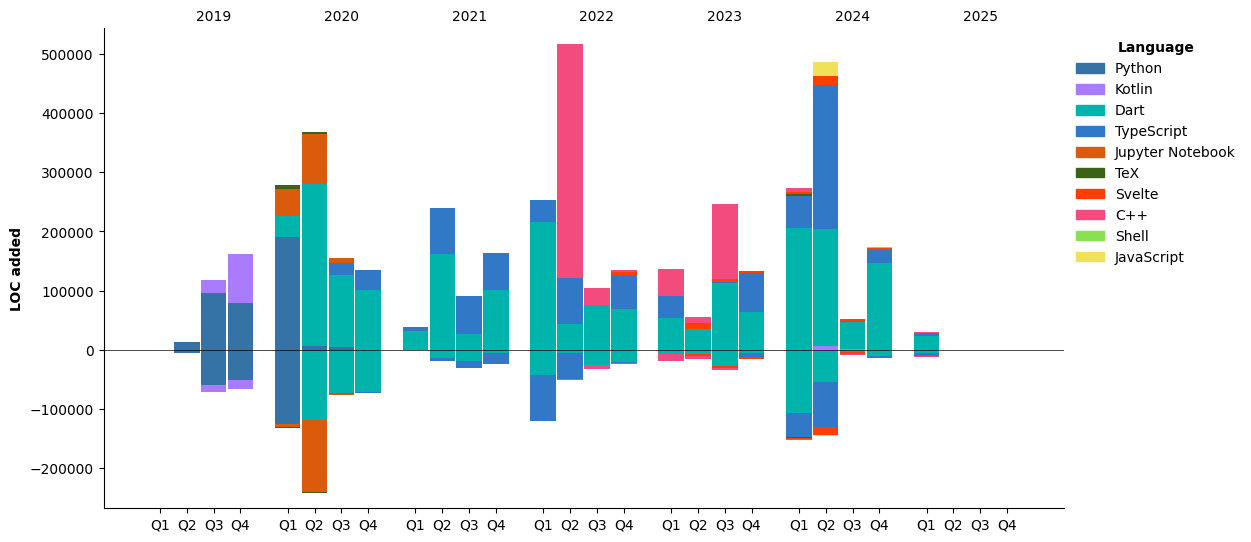 2019 2020 2021 2022 2023 2024 2025
LOC added
500000
400000
300000
200000
100000
0
−100000
−200000
Q1 Q2 Q3 Q4 Q1 Q2 Q3 Q4 Q1 Q2 Q3 Q4 Q1 Q2 Q3 Q4 Q1 Q2 Q3 Q4 Q1 Q2 Q3 Q4 Q1 Q2 Q3 Q4
Language
Python
Kotlin
Dart
TypeScript
Jupyter Notebook
TeX
Svelte
C++
Shell
JavaScript